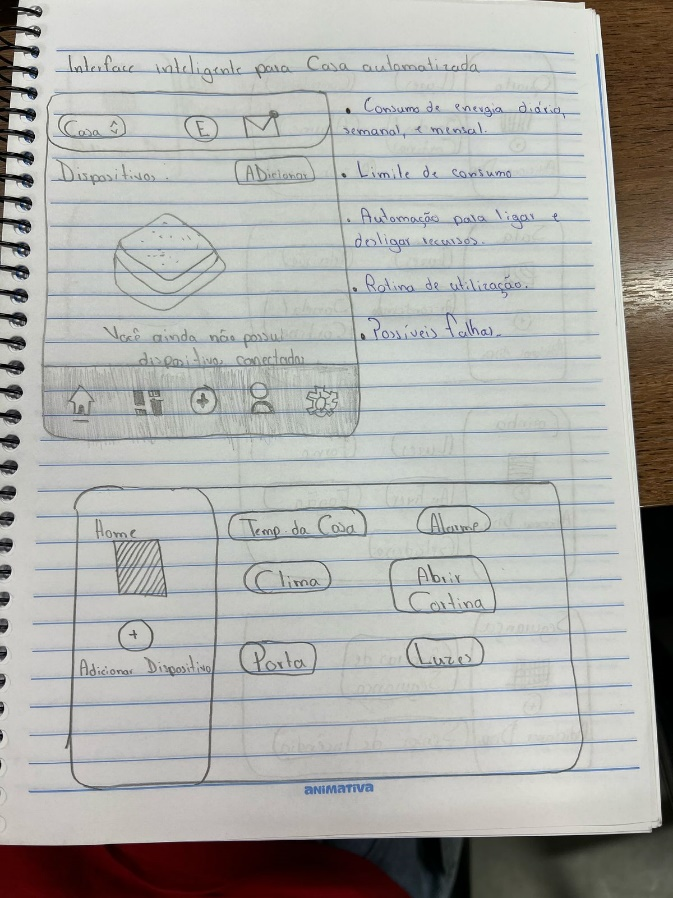 Interface inteligente para Casa automatizada
Casa
E
Dispositivos.
ADicionar
Você ainda não possui
dispositivos conectados
• Consumo de energia diário,
semanal, e mensal.
• Limite de consumo
• Automação para ligar e
desligar recursos.
• Rotina de utilização.
• Possíveis falhas.
Home
+
Adicionar Dispositivo
Temp. da Casa
Alarme
Clima
Abrir
Cortina
Porta
Luzes
animativa